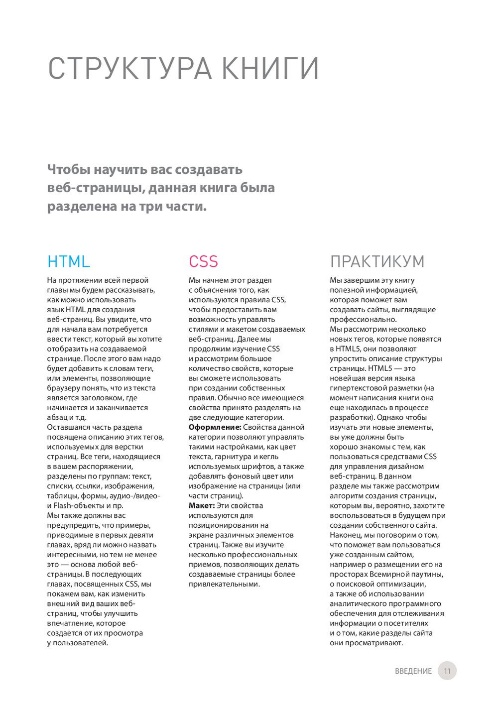 СТРУКТУРА КНИГИ
Чтобы научить вас создавать
веб-страницы, данная книга была
разделена на три части.
HTML
На протяжении всей первой
главы мы будем рассказывать,
как можно использовать
язык HTML для создания
веб-страниц. Вы увидите, что
для начала вам потребуется
ввести текст, который вы хотите
отобразить на создаваемой
странице. После этого вам надо
будет добавить к словам теги,
или элементы, позволяющие
браузеру понять, что из текста
является заголовком, где
начинается и заканчивается
абзац и т.д.
Оставшаяся часть раздела
посвящена описанию этих тегов,
используемых для верстки
страниц. Все теги, находящиеся
в вашем распоряжении,
разделены по группам: текст,
списки, ссылки, изображения,
таблицы, формы, аудио-/видео-
и Flash-объекты и пр.
Мы также должны вас
предупредить, что примеры,
приводимые в первых девяти
главах, вряд ли можно назвать
интересными, но тем не менее
это — основа любой веб-
страницы. В последующих
главах, посвященных CSS, мы
покажем вам, как изменить
внешний вид ваших веб-
страниц, чтобы улучшить
впечатление, которое
создается от их просмотра
у пользователей.
CSS
Мы начнем этот раздел
с объяснения того, как
используются правила CSS,
чтобы предоставить вам
возможность управлять
стилями и макетом создаваемых
веб-страниц. Далее мы
продолжим изучение CSS
и рассмотрим большое
количество свойств, которые
вы сможете использовать
при создании собственных
правил. Обычно все имеющиеся
свойства принято разделять на
две следующие категории.
Оформление: Свойства данной
категории позволяют управлять
такими настройками, как цвет
текста, гарнитура и кегль
используемых шрифтов, а также
добавлять фоновый цвет или
изображение на страницы (или
части страниц).
Макет: Эти свойства
используются для
позиционирования на
экране различных элементов
страниц. Также вы изучите
несколько профессиональных
приемов, позволяющих делать
создаваемые страницы более
привлекательными.
ПРАКТИКУМ
Мы завершим эту книгу
полезной информацией,
которая поможет вам
создавать сайты, выглядящие
профессионально.
Мы рассмотрим несколько
новых тегов, которые появятся
в HTML5, они позволяют
упростить описание структуры
страницы. HTML5 — это
новейшая версия языка
гипертекстовой разметки (на
момент написания книги она
еще находилась в процессе
разработки). Однако чтобы
изучать эти новые элементы,
вы уже должны быть
хорошо знакомы с тем, как
пользоваться средствами CSS
для управления дизайном
веб-страниц. В данном
разделе мы также рассмотрим
алгоритм создания страницы,
которым вы, вероятно, захотите
воспользоваться в будущем при
создании собственного сайта.
Наконец, мы поговорим о том,
что поможет вам пользоваться
уже созданным сайтом,
например о размещении его на
просторах Всемирной паутины,
о поисковой оптимизации,
а также об использовании
аналитического программного
обеспечения для отслеживания
информации о посетителях
и о том, какие разделы сайта
они просматривают.
ВВЕДЕНИЕ 11